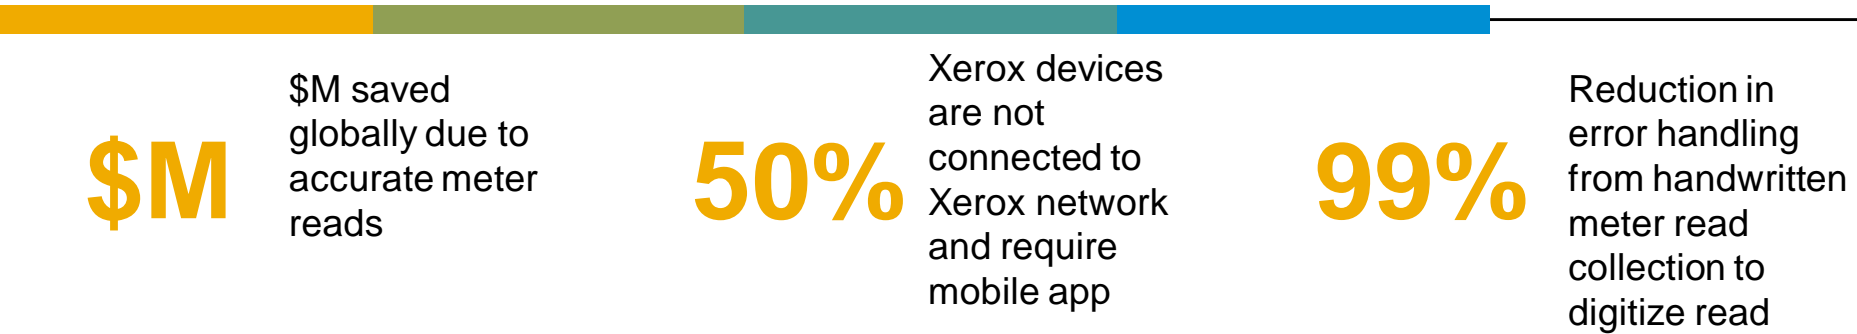 $M
$M saved
globally due to
accurate meter
reads
50%
Xerox devices
are not
connected to
Xerox network
and require
mobile app
99%
Reduction in
error handling
from handwritten
meter read
collection to
digitize read